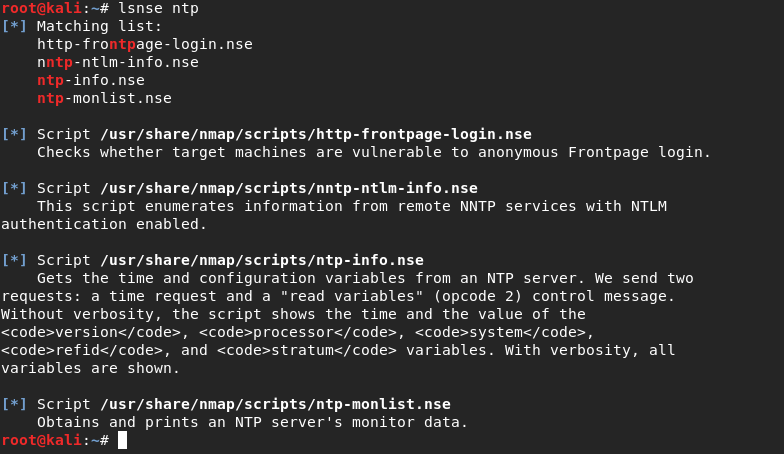 root@kali:~# lsnse ntp
[*] Matching list:
    http-frontpage-login.nse
    nntp-ntlm-info.nse
    ntp-info.nse
    ntp-monlist.nse

[*] Script /usr/share/nmap/scripts/http-frontpage-login.nse
    Checks whether target machines are vulnerable to anonymous Frontpage login.

[*] Script /usr/share/nmap/scripts/nntp-ntlm-info.nse
    This script enumerates information from remote NNTP services with NTLM
authentication enabled.

[*] Script /usr/share/nmap/scripts/ntp-info.nse
    Gets the time and configuration variables from an NTP server. We send two
requests: a time request and a "read variables" (opcode 2) control message.
Without verbosity, the script shows the time and the value of the
<code>version</code>, <code>processor</code>, <code>system</code>,
<code>refid</code>, and <code>stratum</code> variables. With verbosity, all
variables are shown.

[*] Script /usr/share/nmap/scripts/ntp-monlist.nse
    Obtains and prints an NTP server's monitor data.
root@kali:~#